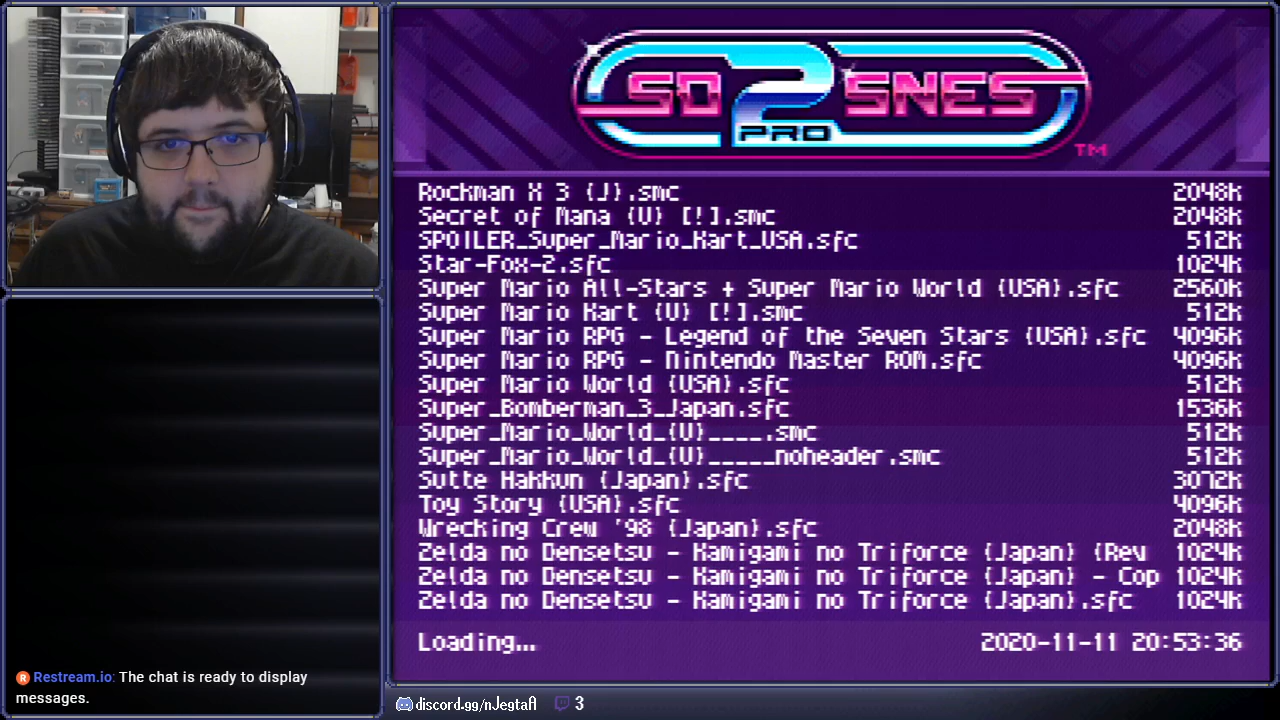 SD 2 SNES
PRO
TM
Rockman X 3 (J).smc 2048k
Secret of Mana (U) [!].smc 2048k
SPOILER_Super_Mario_Kart_USA.sfc 512k
Star-Fox-2.sfc 1024k
Super Mario All-Stars + Super Mario World (USA).sfc 2560k
Super Mario Kart (U) [!].smc 512k
Super Mario RPG - Legend of the Seven Stars (USA).sfc 4096k
Super Mario RPG - Nintendo Master ROM.sfc 4096k
Super Mario World (USA).sfc 512k
Super_Bomberman_3_Japan.sfc 1536k
Super_Mario_World_(U)____.smc 512k
Super_Mario_World_(U)_____noheader.smc 512k
Sutte Hakkun (Japan).sfc 3072k
Toy Story (USA).sfc 4096k
Wrecking Crew '98 (Japan).sfc 2048k
Zelda no Densetsu - Kamigami no Triforce (Japan) (Rev 1024k
Zelda no Densetsu - Kamigami no Triforce (Japan) - Cop 1024k
Zelda no Densetsu - Kamigami no Triforce (Japan).sfc 1024k
Loading... 2020-11-11 20:53:36
R Restream.io: The chat is ready to display
messages.
discord.gg/nJegtaA 3